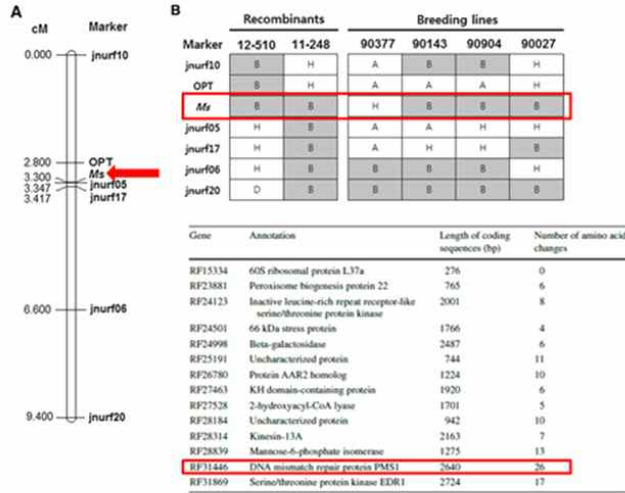 A
cM Marker
0.000 jnurf10
2.800 OPT
3.300 Ms
3.347 jnurf05
3.417 jnurf17
6.600 jnurf06
9.400 jnurf20
B
Recombinants Breeding lines
Marker 12-510 11-248 90377 90143 90904 90027
jnurf10 B H A B B H
OPT B H A A A H
Ms B B H B B B
jnurf05 H B A A H H
jnurf17 H B A H H B
jnurf06 H B B B B H
jnurf20 D B B B B B
Gene Annotation Length of coding sequences (bp) Number of amino acid changes
RF15334 60S ribosomal protein L37a 276 0
RF23881 Peroxisome biogenesis protein 22 765 6
RF24123 Inactive leucine-rich repeat receptor-like 2001 8
serine/threonine protein kinase
RF24501 66 kDa stress protein 1766 4
RF24998 Beta-galactosidase 2487 6
RF25191 Uncharacterized protein 744 11
RF26780 Protein AAR2 homolog 1224 10
RF27463 KH domain-containing protein 1920 6
RF27528 2-hydroxyacyl-CoA lyase 1701 5
RF28184 Uncharacterized protein 942 10
RF28314 Kinesin-13A 2163 7
RF28839 Mannose-6-phosphate isomerase 1275 13
RF31446 DNA mismatch repair protein PMS1 2640 26
RF31869 Serine/threonine protein kinase EDR1 2724 17